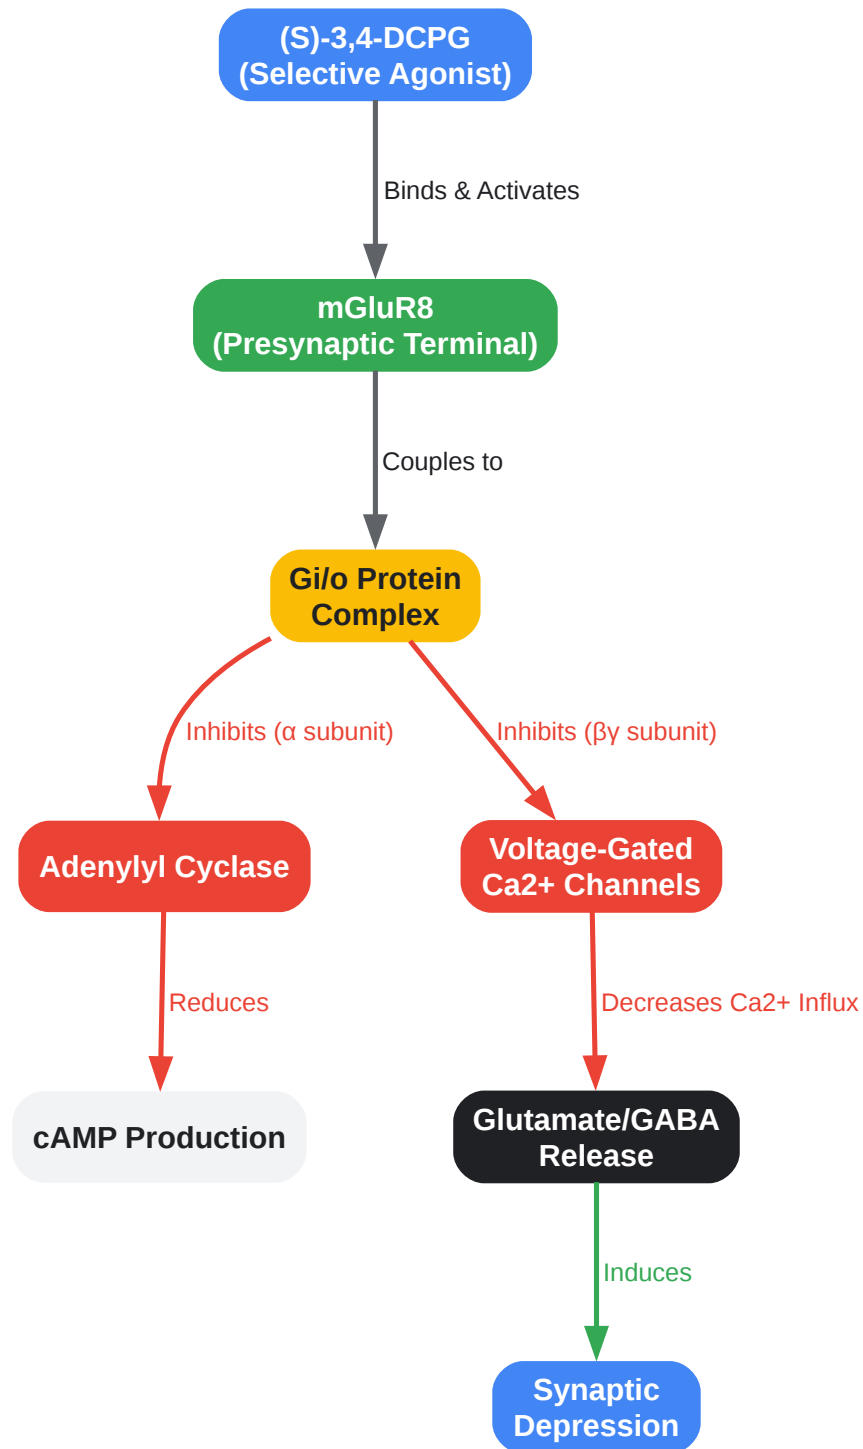 (S)-3,4-DCPG
(Selective Agonist)
Binds & Activates
mGluR8
(Presynaptic Terminal)
Couples to
Gi/o Protein
Complex
Inhibits (α subunit)
Inhibits (βγ subunit)
Adenylyl Cyclase
Voltage-Gated
Ca2+ Channels
Reduces
Decreases Ca2+ Influx
cAMP Production
Glutamate/GABA
Release
Induces
Synaptic
Depression